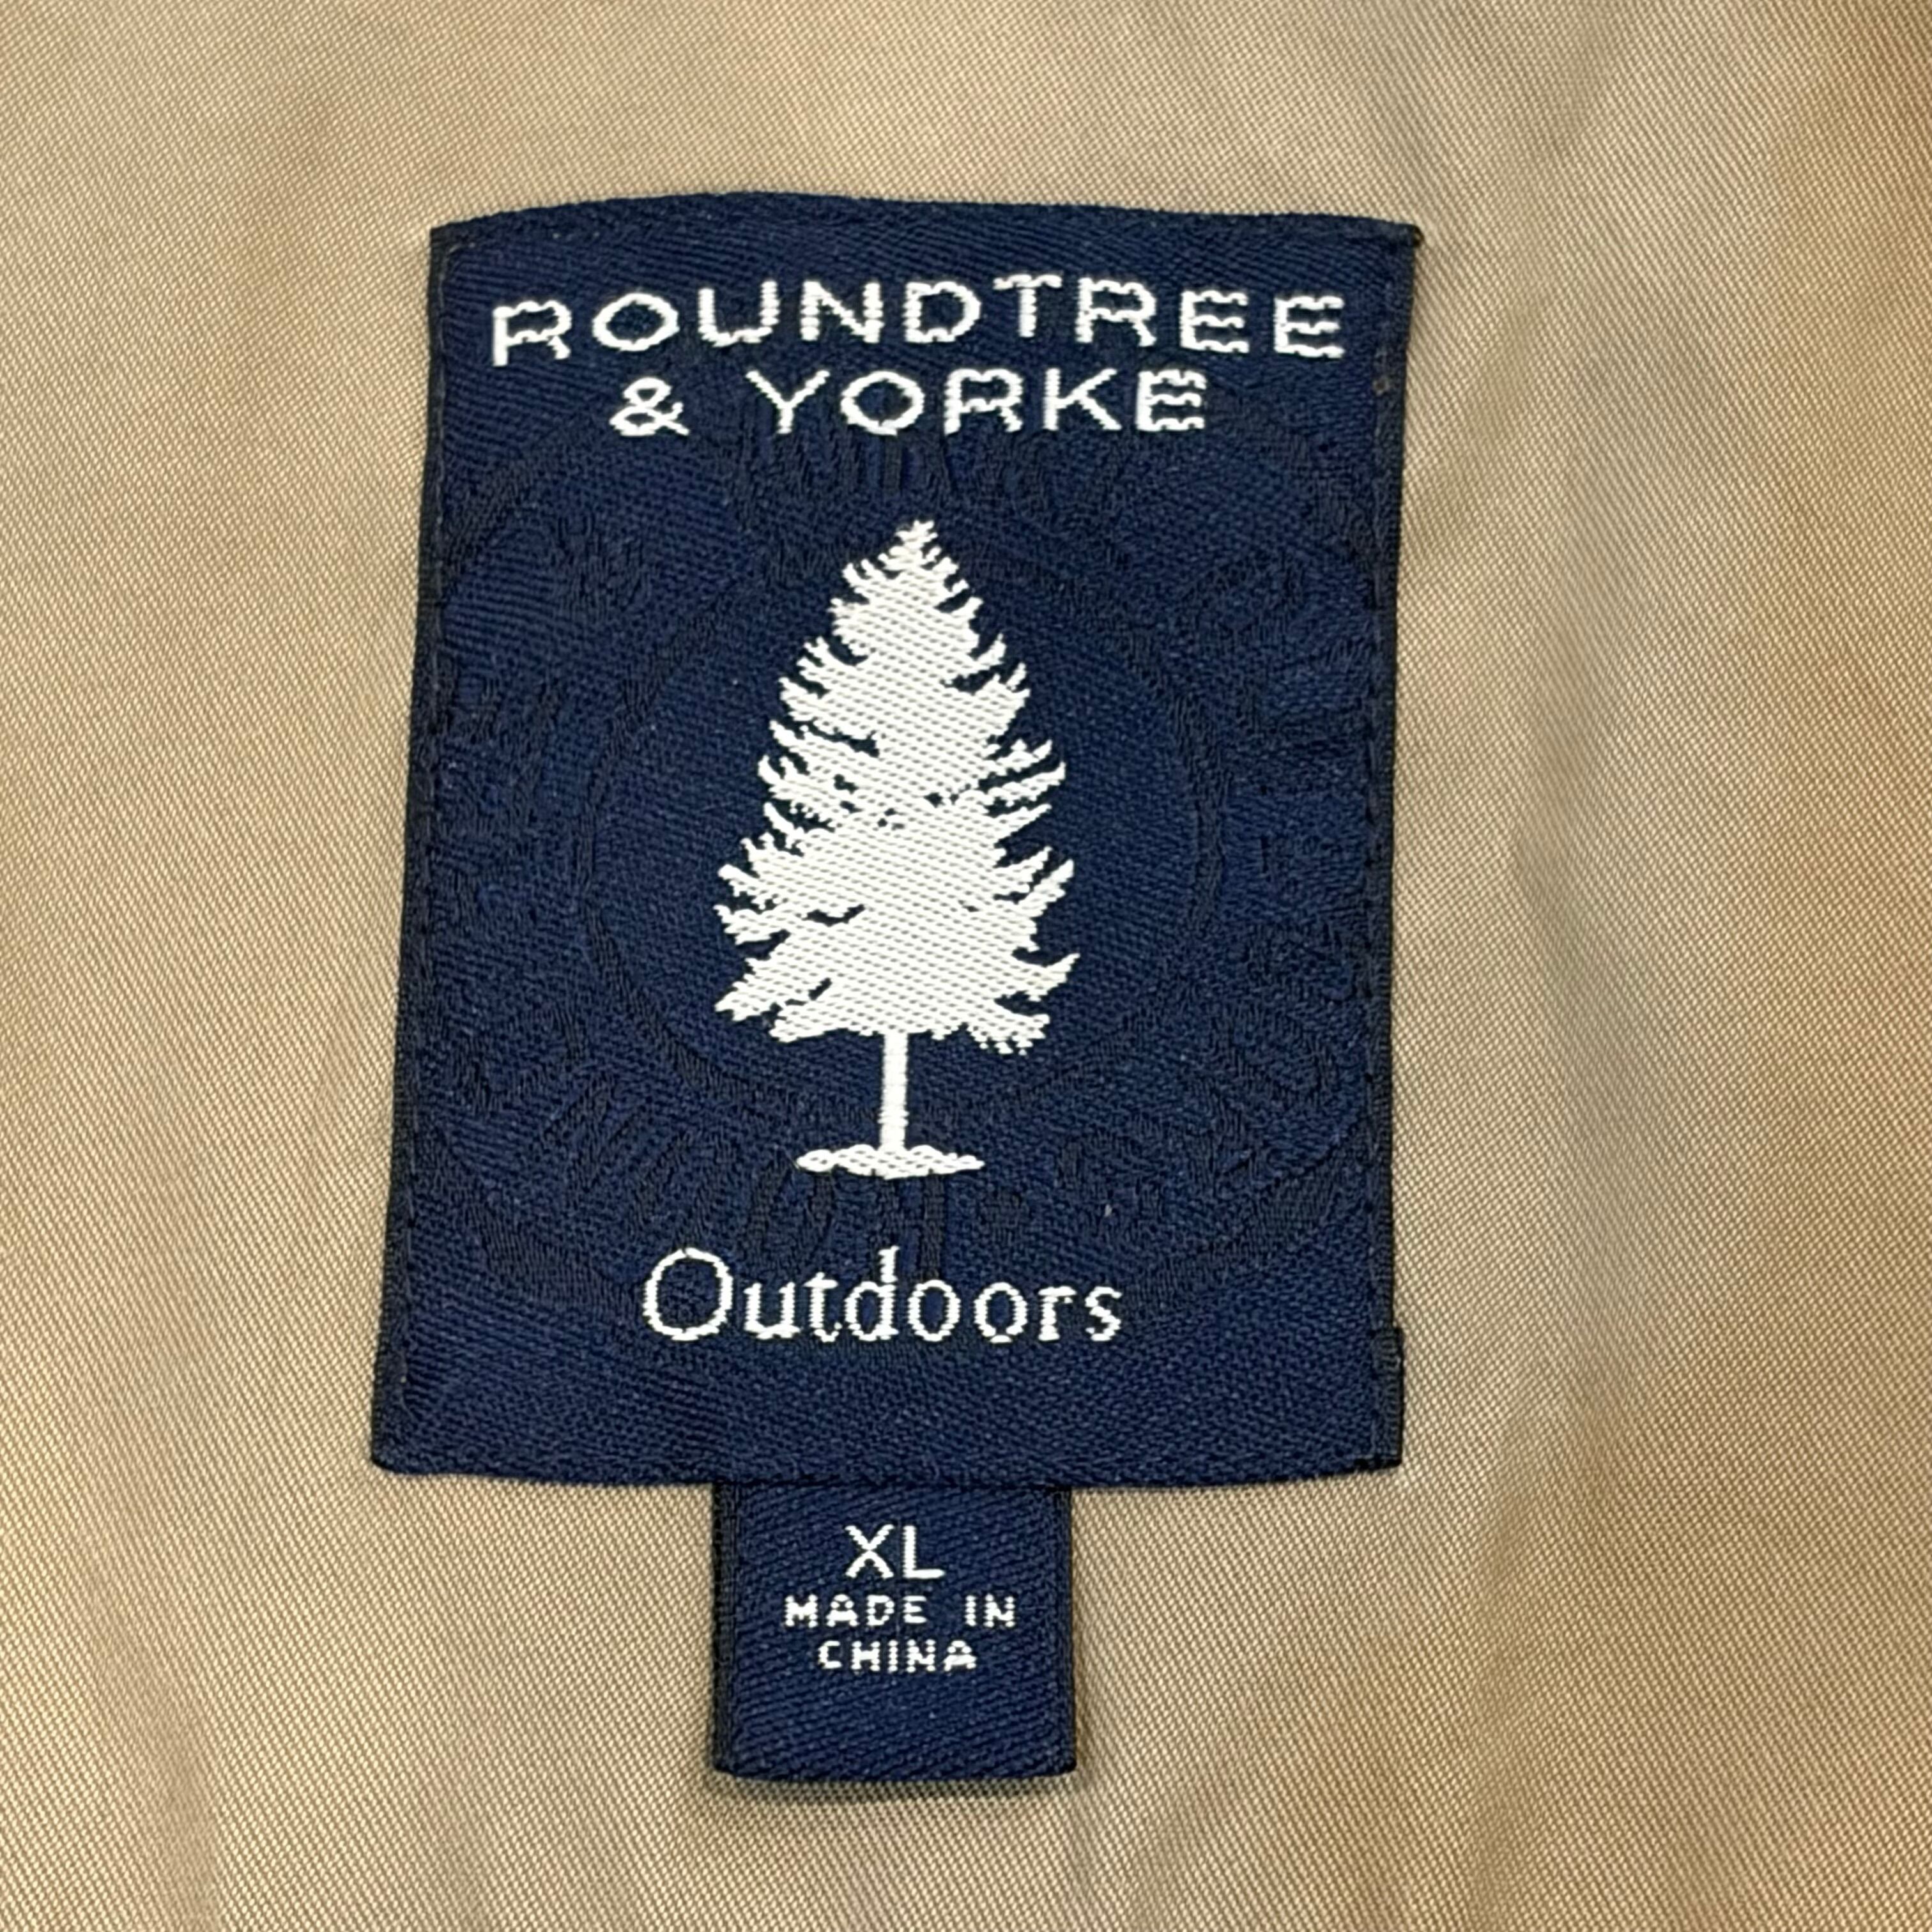 ROUNDTREE
& YORKE
Outdoors
XL
MADE IN
CHINA